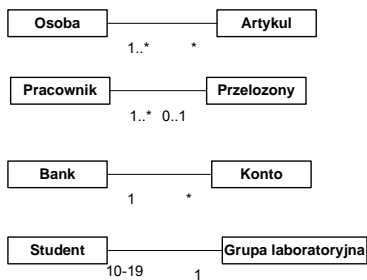 Osoba Artykul
1..* *
Pracownik Przelozony
1..* 0..1
Bank Konto
1 *
Student Grupa laboratoryjna
10-19 1